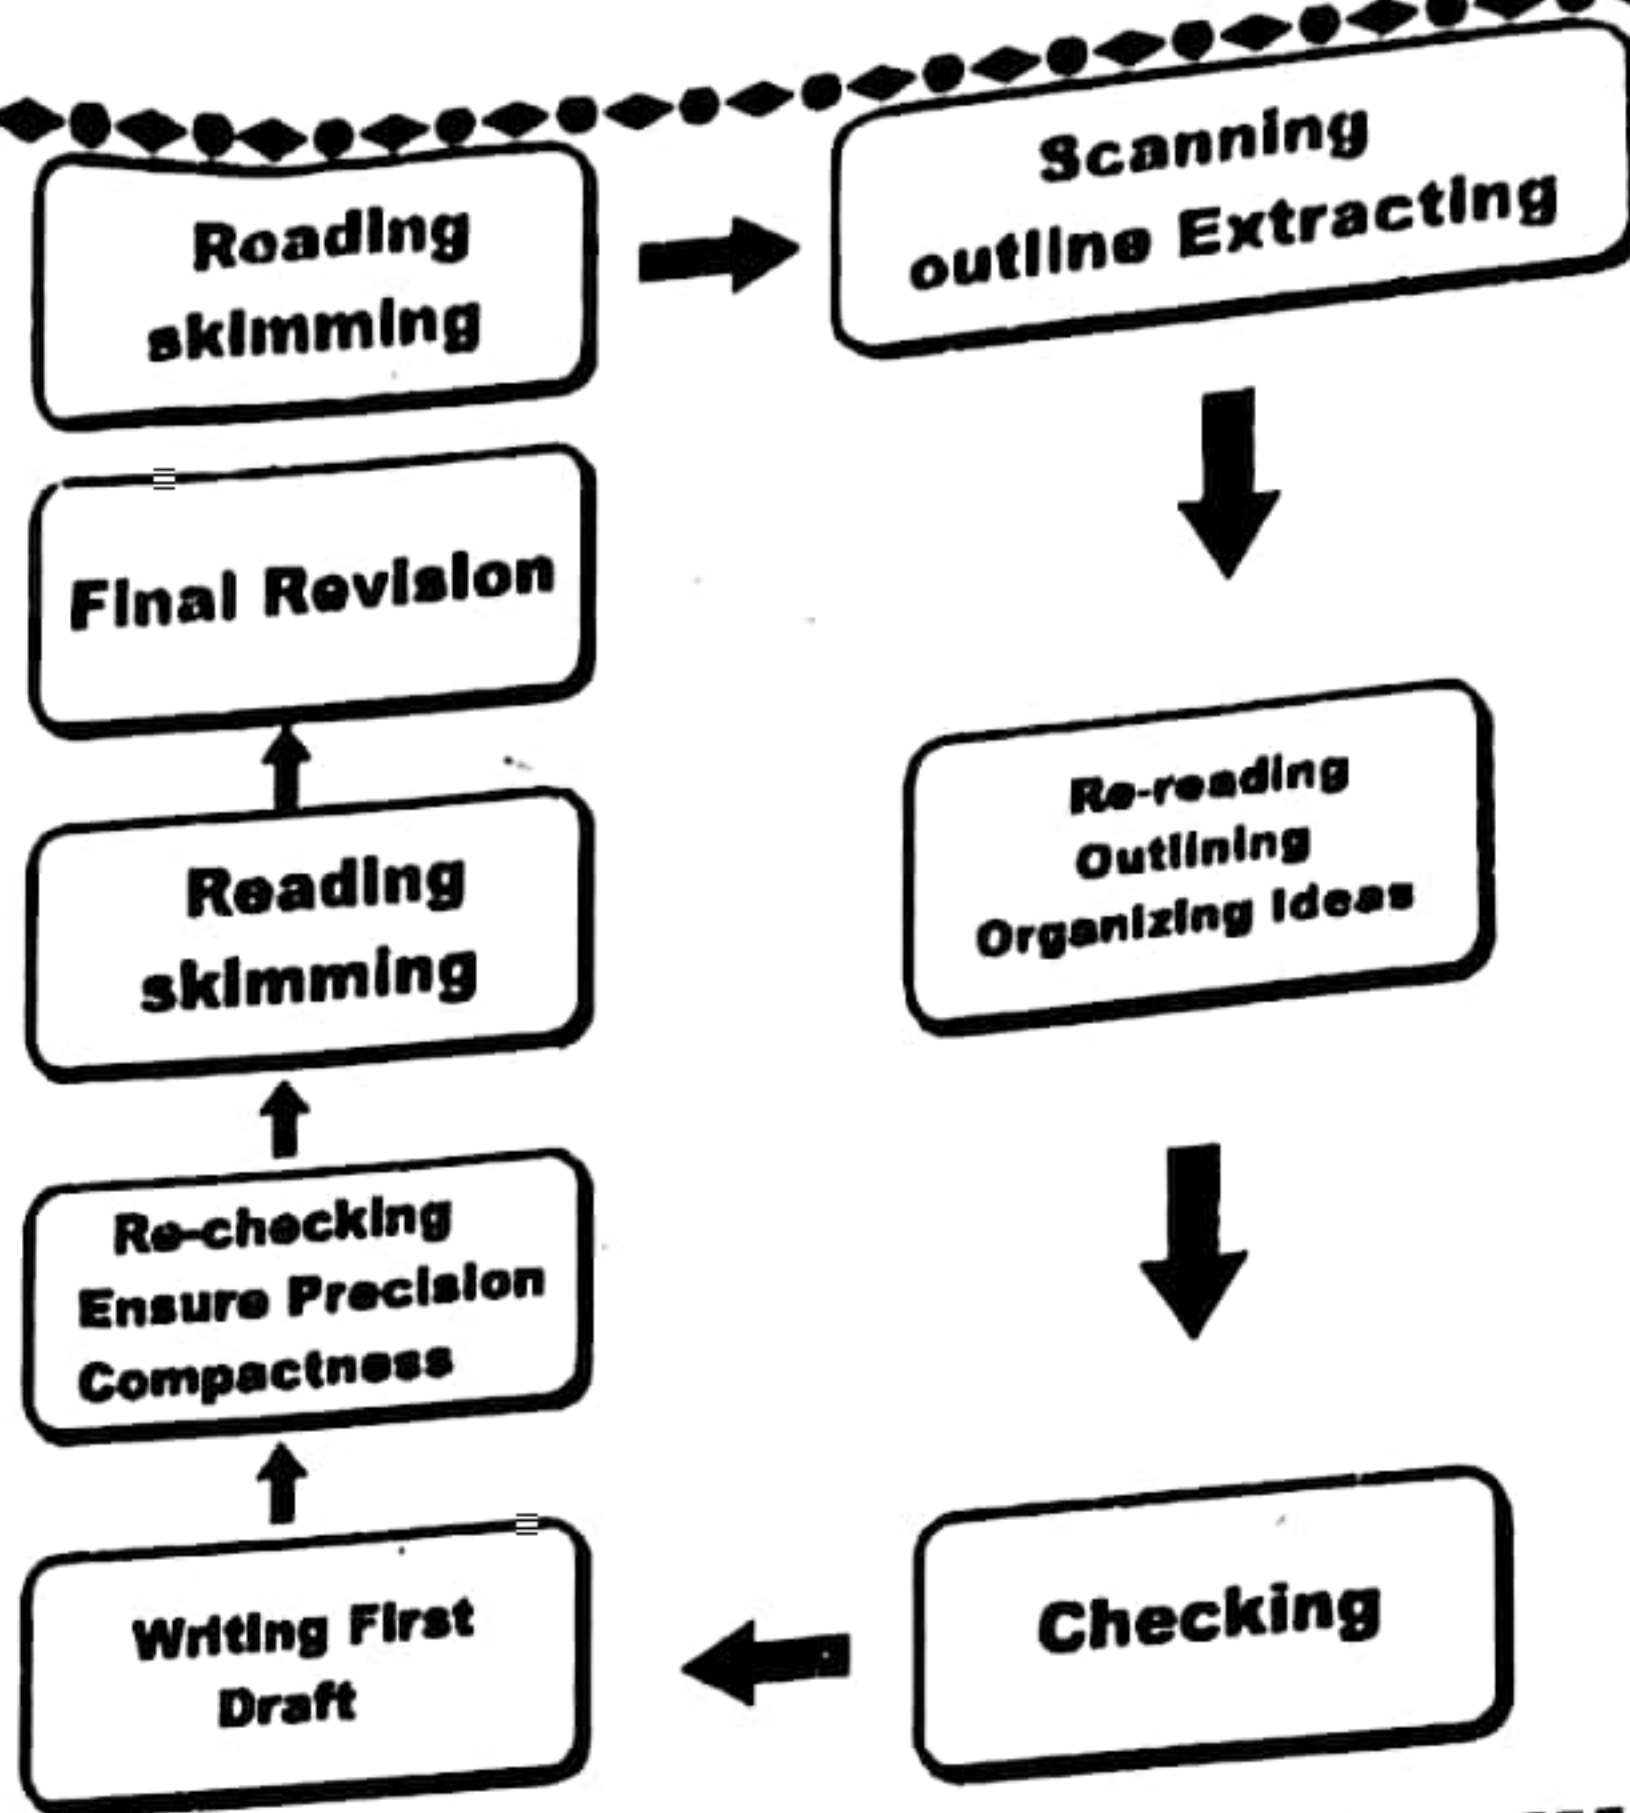 Reading
skimming
Scanning
outline Extracting
Final Revision
Re-reading
Outlining
Organizing Ideas
Reading
skimming
Re-checking
Ensure Precision
Compactness
Writing First
Draft
Checking